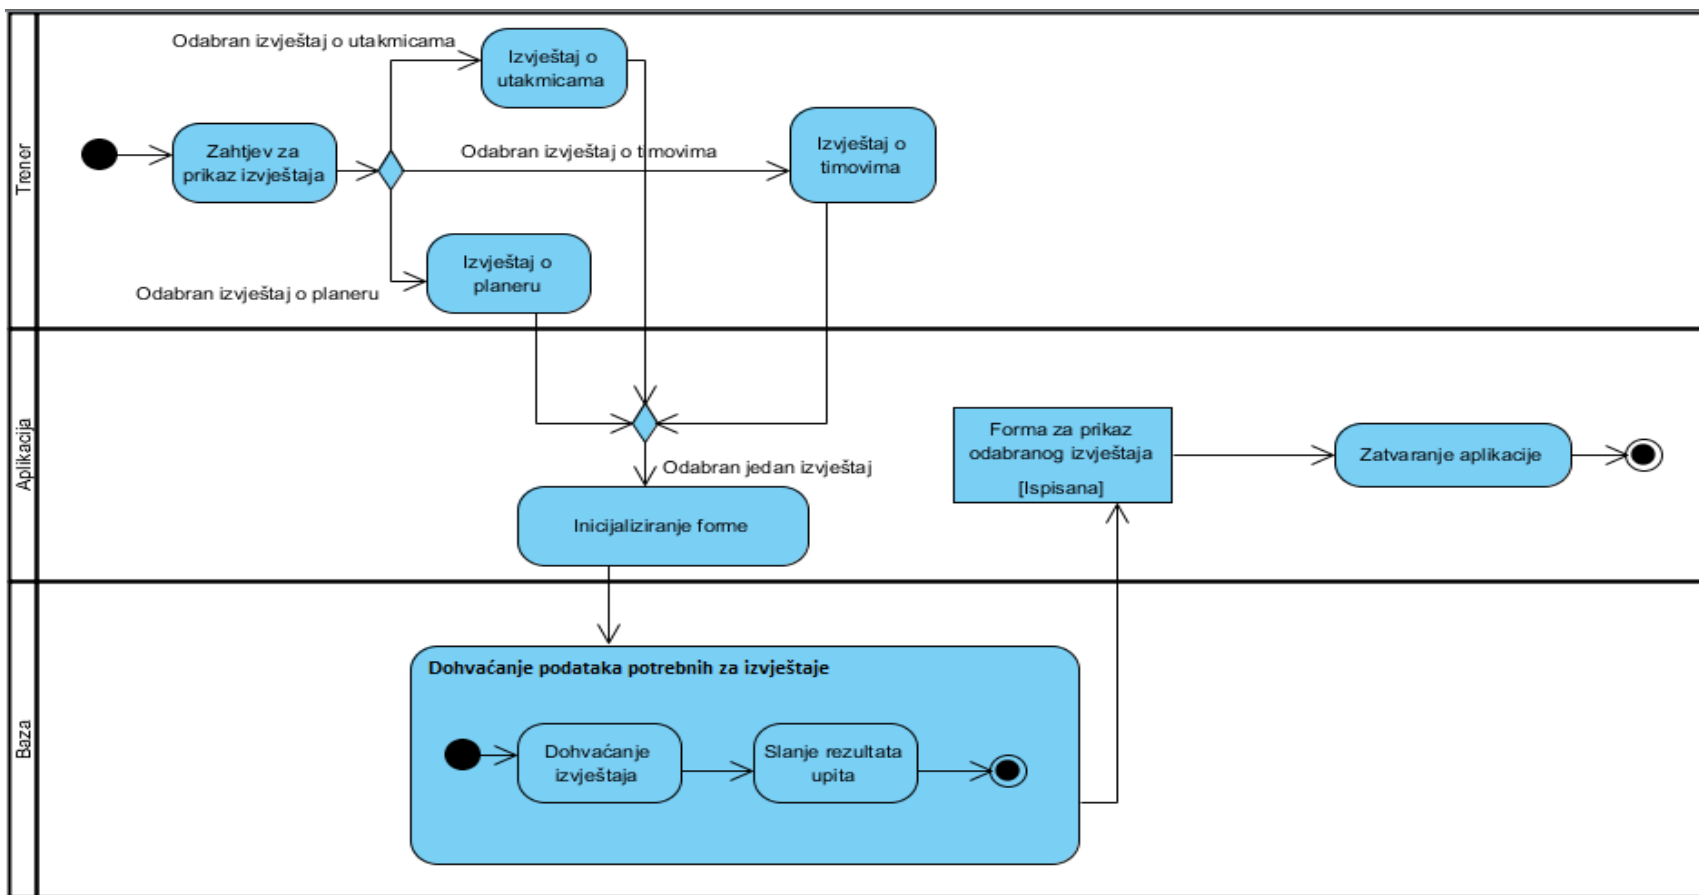 Trener
Odabran izvještaj o utakmicama
Izvještaj o
utakmicama
Zahtjev za
prikaz izvještaja
Odabran izvještaj o timovima
Izvještaj o
timovima
Izvještaj o
planeru
Odabran izvještaj o planeru
Aplikacija
Odabran jedan izvještaj
Inicijaliziranje forme
Forma za prikaz
odabranog izvještaja
[Ispisana]
Zatvaranje aplikacije
Baza
Dohvaćanje podataka potrebnih za izvještaje
Dohvaćanje
izvještaja
Slanje rezultata
upita